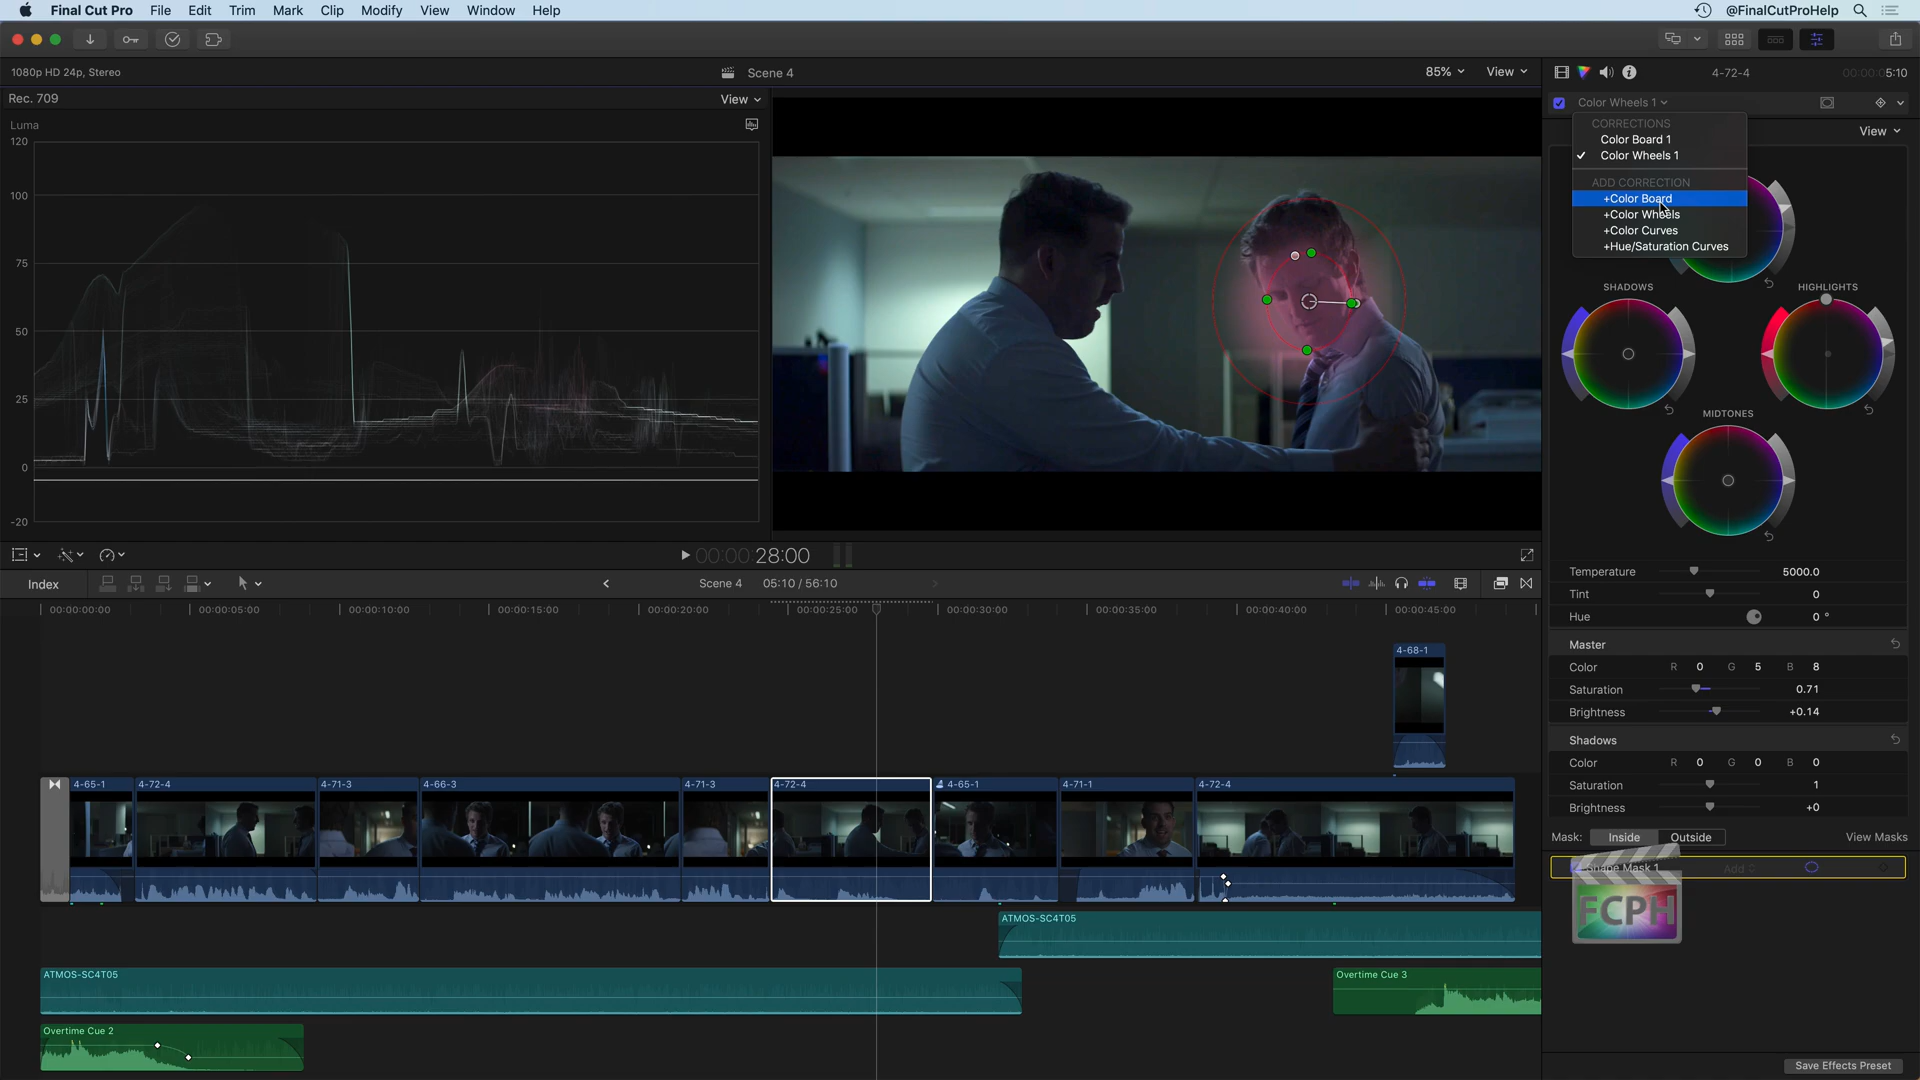 Final Cut Pro File Edit Trim Mark Clip Modify View Window Help @FinalCutProHelp
1080p HD 24p, Stereo Scene 4 85% View 4-72-4 00:00:05:10
Rec. 709 View Color Wheels 1
Luma
CORRECTIONS
Color Board 1
Color Wheels 1
View
ADD CORRECTION
+Color Board
+Color Wheels
+Color Curves
+Hue/Saturation Curves
120
100
75
50
25
0
-20
SHADOWS HIGHLIGHTS
MIDTONES
00:00:00:28:00
Index Scene 4 05:10 / 56:10
00:00:00:00 00:00:05:00 00:00:10:00 00:00:15:00 00:00:20:00 00:00:25:00 00:00:30:00 00:00:35:00 00:00:40:00 00:00:45:00
Temperature 5000.0
Tint 0
Hue 0 °
Master
Color R 0 G 5 B 8
Saturation 0.71
Brightness +0.14
Shadows
Color R 0 G 0 B 0
Saturation 1
Brightness +0
Mask: Inside Outside View Masks
Shape Mask 1 Add
FCPH
4-68-1
4-65-1 4-72-4 4-71-3 4-66-3 4-71-3 4-72-4 4-65-1 4-71-1 4-72-4
ATMOS-SC4T05
ATMOS-SC4T05 Overtime Cue 3
Overtime Cue 2
Save Effects Preset